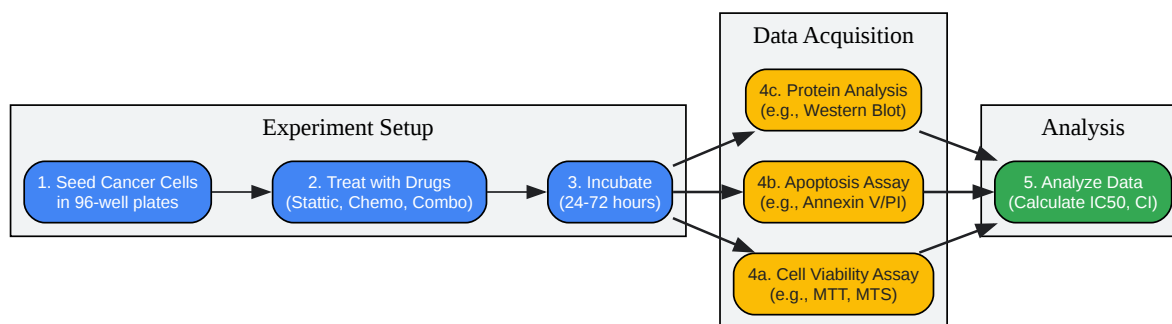 Experiment Setup
1. Seed Cancer Cells
in 96-well plates
2. Treat with Drugs
(Stattic, Chemo, Combo)
3. Incubate
(24-72 hours)
Data Acquisition
4c. Protein Analysis
(e.g., Western Blot)
4b. Apoptosis Assay
(e.g., Annexin V/PI)
4a. Cell Viability Assay
(e.g., MTT, MTS)
Analysis
5. Analyze Data
(Calculate IC50, CI)